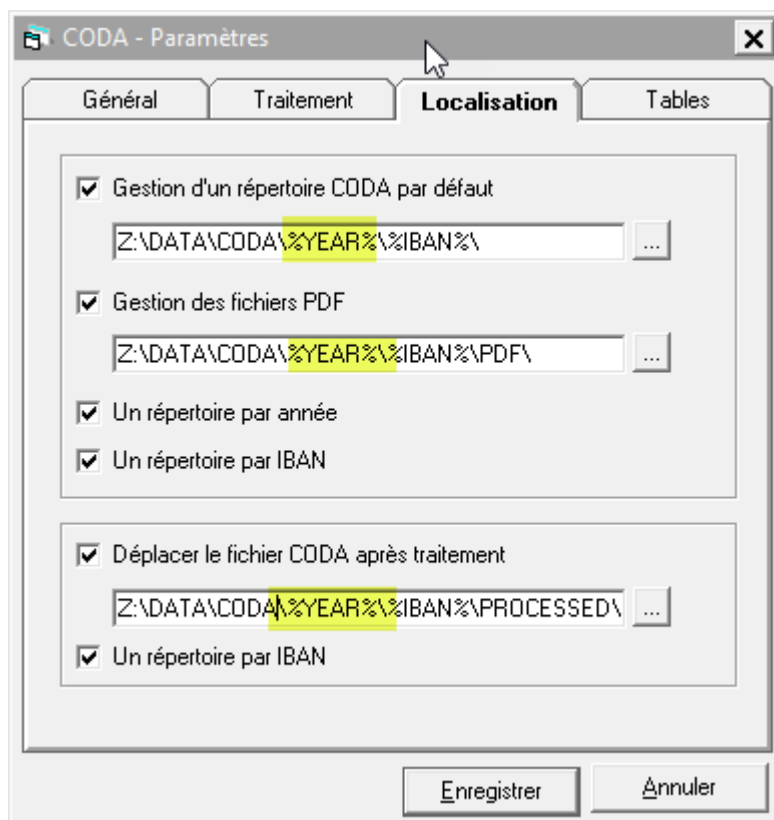 CODA - Paramètres
Général Traitement Localisation Tables
Gestion d'un répertoire CODA par défaut
Z:\DATA\CODA\%YEAR%\%IBAN%\
...
Gestion des fichiers PDF
Z:\DATA\CODA\%YEAR%\%IBAN%\PDF\
...
Un répertoire par année
Un répertoire par IBAN
Déplacer le fichier CODA après traitement
Z:\DATA\CODA\%YEAR%\%IBAN%\PROCESSED\
...
Un répertoire par IBAN
Enregistrer Annuler